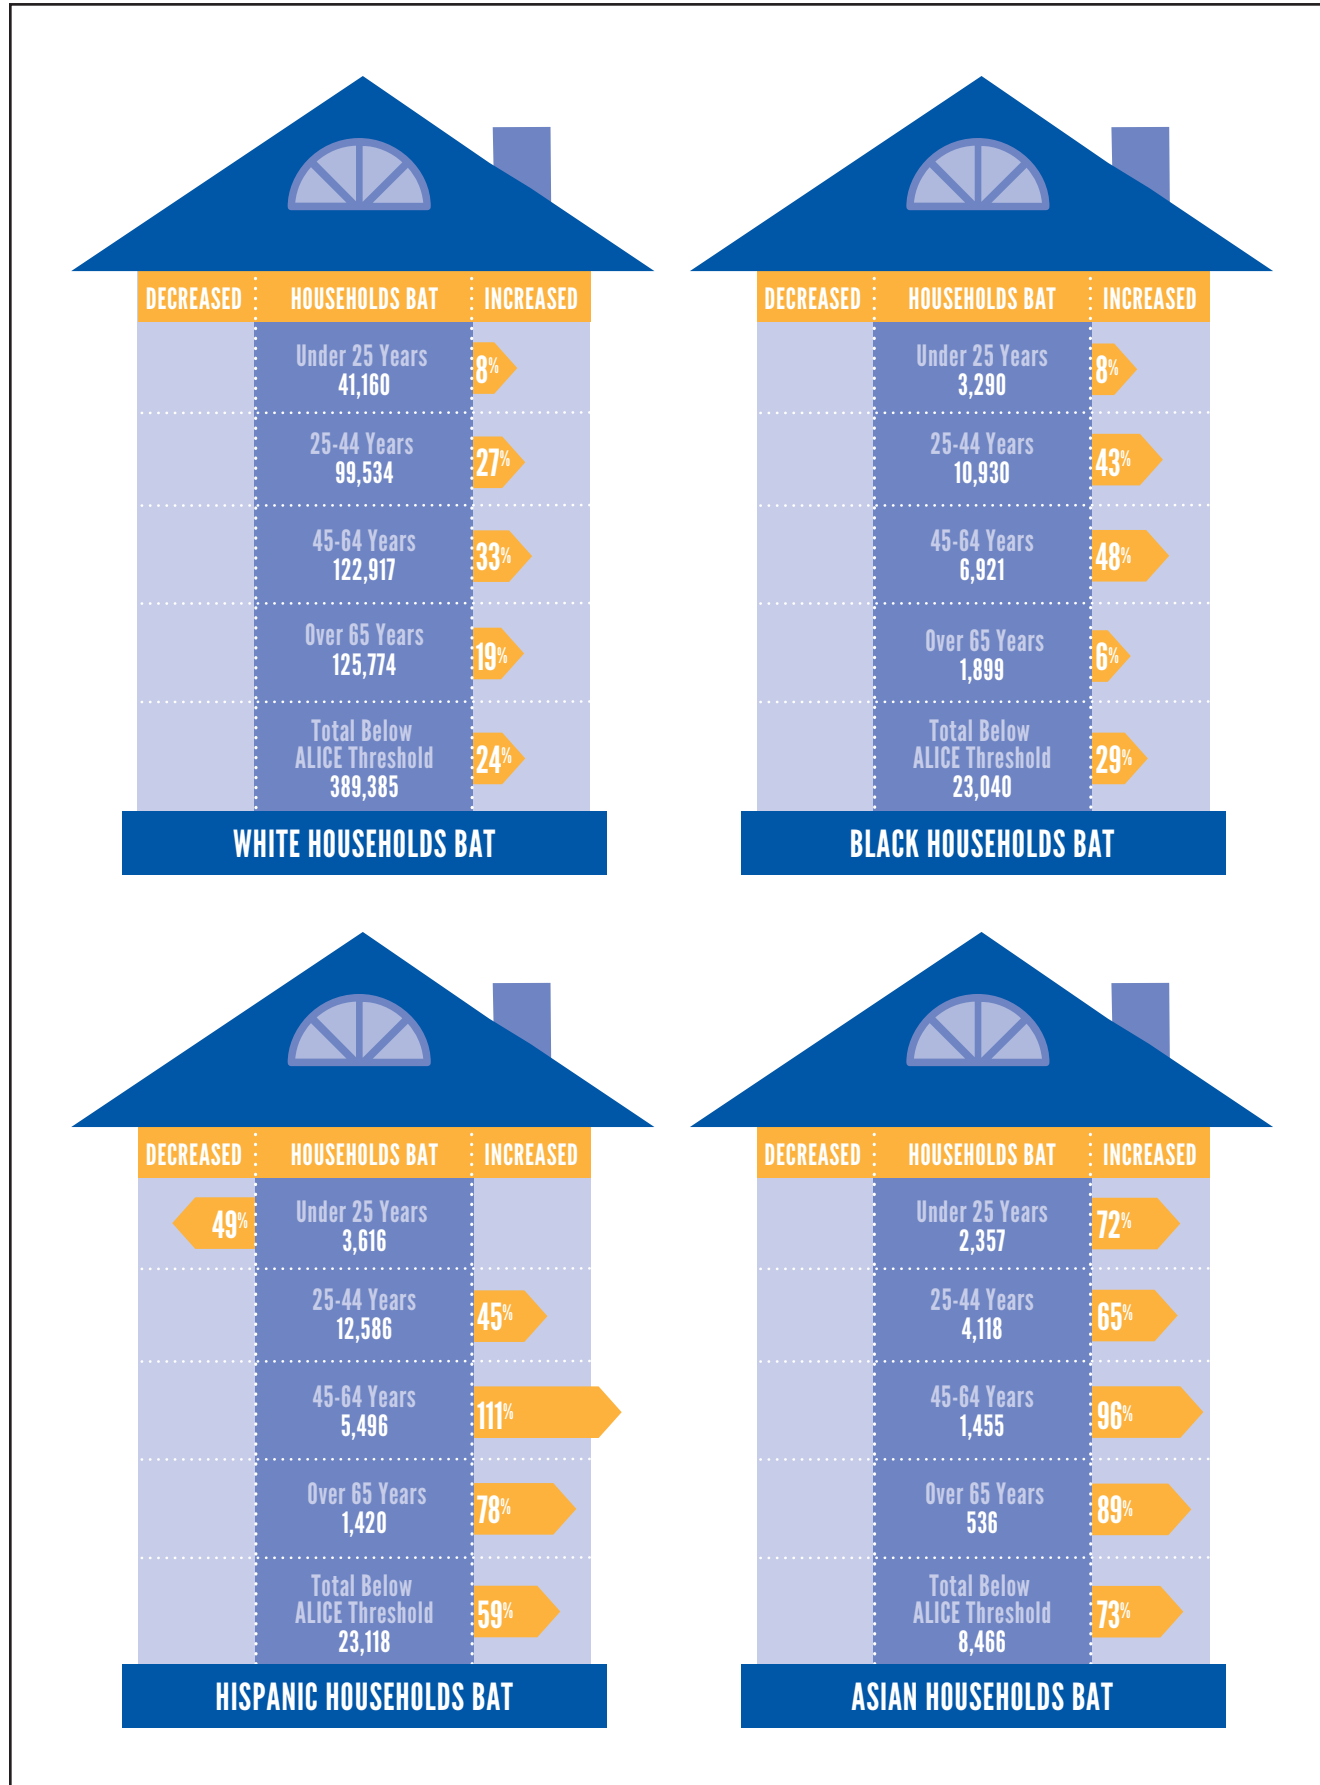 DECREASED HOUSEHOLDS BAT INCREASED
Under 25 Years
41,160
8%
25-44 Years
99,534
27%
45-64 Years
122,917
33%
Over 65 Years
125,774
19%
Total Below
ALICE Threshold
389,385
24%
WHITE HOUSEHOLDS BAT
DECREASED HOUSEHOLDS BAT INCREASED
Under 25 Years
3,290
8%
25-44 Years
10,930
43%
45-64 Years
6,921
48%
Over 65 Years
1,899
6%
Total Below
ALICE Threshold
23,040
29%
BLACK HOUSEHOLDS BAT
DECREASED HOUSEHOLDS BAT INCREASED
49%
Under 25 Years
3,616
25-44 Years
12,586
45%
45-64 Years
5,496
111%
Over 65 Years
1,420
78%
Total Below
ALICE Threshold
23,118
59%
HISPANIC HOUSEHOLDS BAT
DECREASED HOUSEHOLDS BAT INCREASED
Under 25 Years
2,357
72%
25-44 Years
4,118
65%
45-64 Years
1,455
96%
Over 65 Years
536
89%
Total Below
ALICE Threshold
8,466
73%
ASIAN HOUSEHOLDS BAT